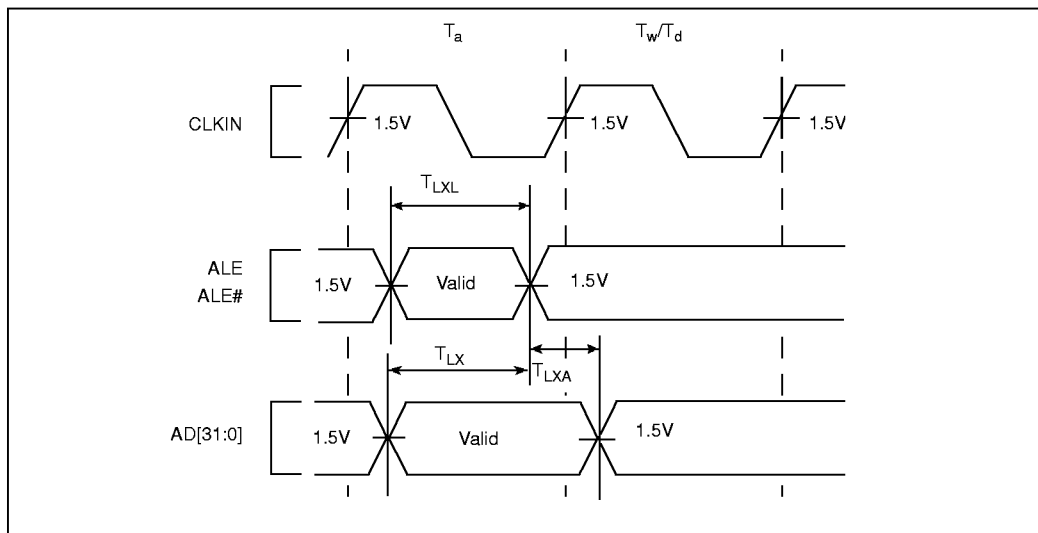 Ta Tw/Td
CLKIN 1.5V 1.5V 1.5V
TLXL
ALE
ALE# 1.5V Valid 1.5V
TLX TLXA
AD[31:0] 1.5V Valid 1.5V